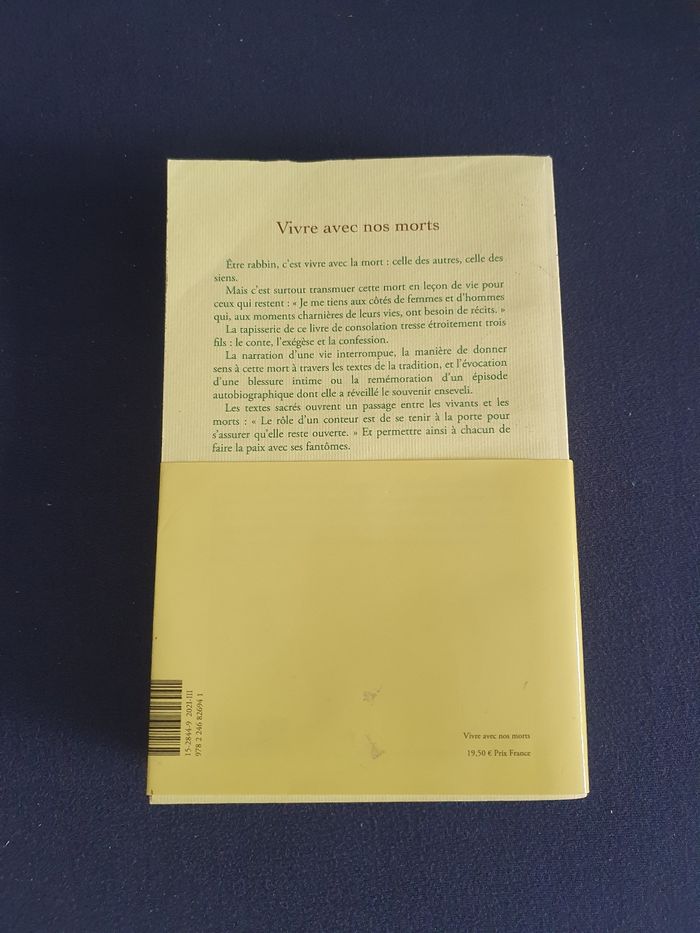 Vivre avec nos morts
Être rabbin, c'est vivre avec la mort : celle des autres, celle des
siens.
Mais c'est surtout transmuer cette mort en leçon de vie pour
ceux qui restent : « Je me tiens aux côtés de femmes et d'hommes
qui, aux moments charnières de leurs vies, ont besoin de récits. »
La tapisserie de ce livre de consolation tresse étroitement trois
fils : le conte, l'exégèse et la confession.
La narration d'une vie interrompue, la manière de donner
sens à cette mort à travers les textes de la tradition, et l'évocation
d'une blessure intime ou la remémoration d'un épisode
autobiographique dont elle a réveillé le souvenir enseveli.
Les textes sacrés ouvrent un passage entre les vivants et les
morts : « Le rôle d'un conteur est de se tenir à la porte pour
s'assurer qu'elle reste ouverte. » Et permettre ainsi à chacun de
faire la paix avec ses fantômes.
15-2844-9 2021-III
978 2 246 82694 1
Vivre avec nos morts
19,50 € Prix France